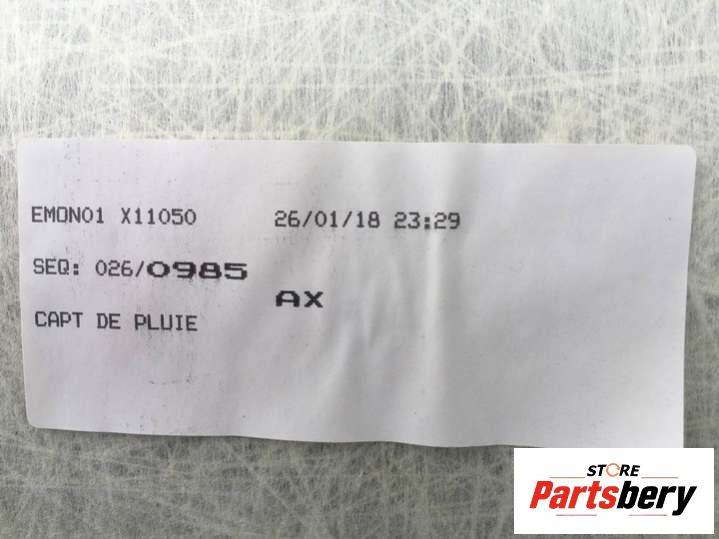 EMON01 X11050 26/01/18 23:29
SEQ: 026/0985
AX
CAPT DE PLUIE
STORE
Partsbery